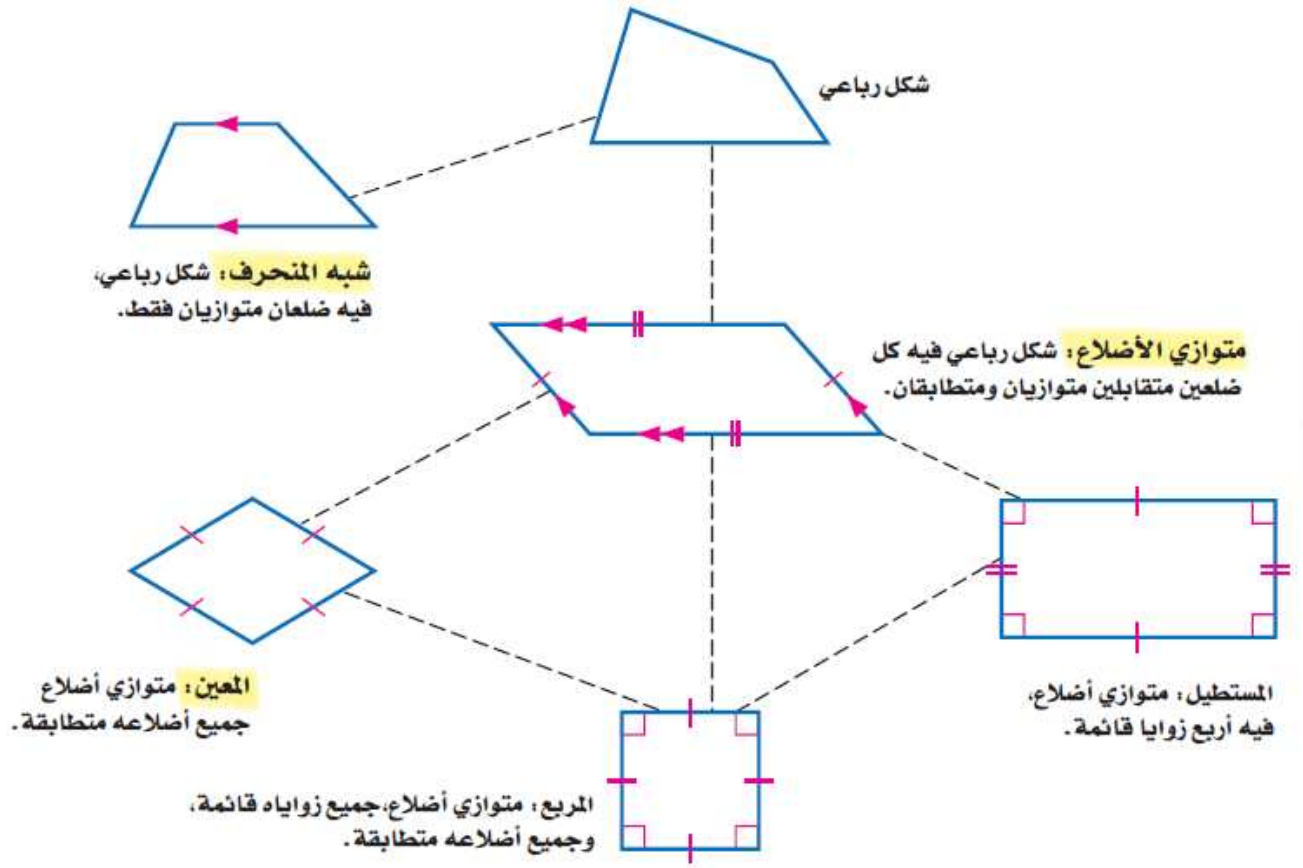 شكل رباعي
شبه المنحرف: شكل رباعي،
فيه ضلعان متوازيان فقط.
متوازي الأضلاع: شكل رباعي فيه كل
ضلعين متقابلين متوازيان ومتطابقان.
المستطيل: متوازي أضلاع،
فيه أربع زوايا قائمة.
المعين: متوازي أضلاع
جميع أضلاعه متطابقة.
المربع: متوازي أضلاع،جميع زواياه قائمة،
وجميع أضلاعه متطابقة.